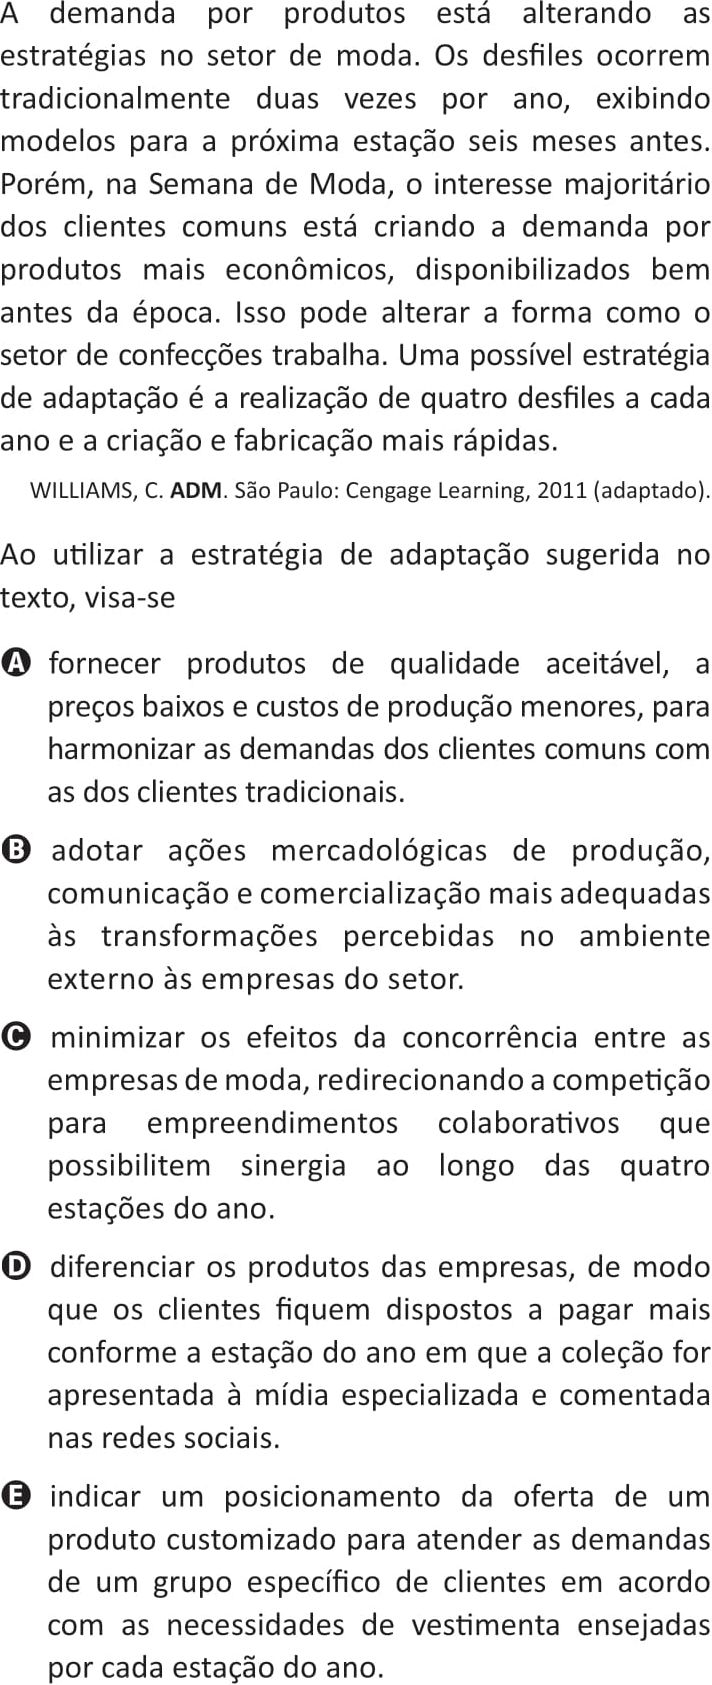 A demanda por produtos está alterando as
estratégias no setor de moda. Os desfiles ocorrem
tradicionalmente duas vezes por ano, exibindo
modelos para a próxima estação seis meses antes.
Porém, na Semana de Moda, o interesse majoritário
dos clientes comuns está criando a demanda por
produtos mais econômicos, disponibilizados bem
antes da época. Isso pode alterar a forma como o
setor de confecções trabalha. Uma possível estratégia
de adaptação é a realização de quatro desfiles a cada
ano e a criação e fabricação mais rápidas.
WILLIAMS, C. ADM. São Paulo: Cengage Learning, 2011 (adaptado).
Ao utilizar a estratégia de adaptação sugerida no
texto, visa-se
A fornecer produtos de qualidade aceitável, a
preços baixos e custos de produção menores, para
harmonizar as demandas dos clientes comuns com
as dos clientes tradicionais.
B adotar ações mercadológicas de produção,
comunicação e comercialização mais adequadas
às transformações percebidas no ambiente
externo às empresas do setor.
C minimizar os efeitos da concorrência entre as
empresas de moda, redirecionando a competição
para empreendimentos colaborativos que
possibilitem sinergia ao longo das quatro
estações do ano.
D diferenciar os produtos das empresas, de modo
que os clientes fiquem dispostos a pagar mais
conforme a estação do ano em que a coleção for
apresentada à mídia especializada e comentada
nas redes sociais.
E indicar um posicionamento da oferta de um
produto customizado para atender as demandas
de um grupo específico de clientes em acordo
com as necessidades de vestimenta ensejadas
por cada estação do ano.